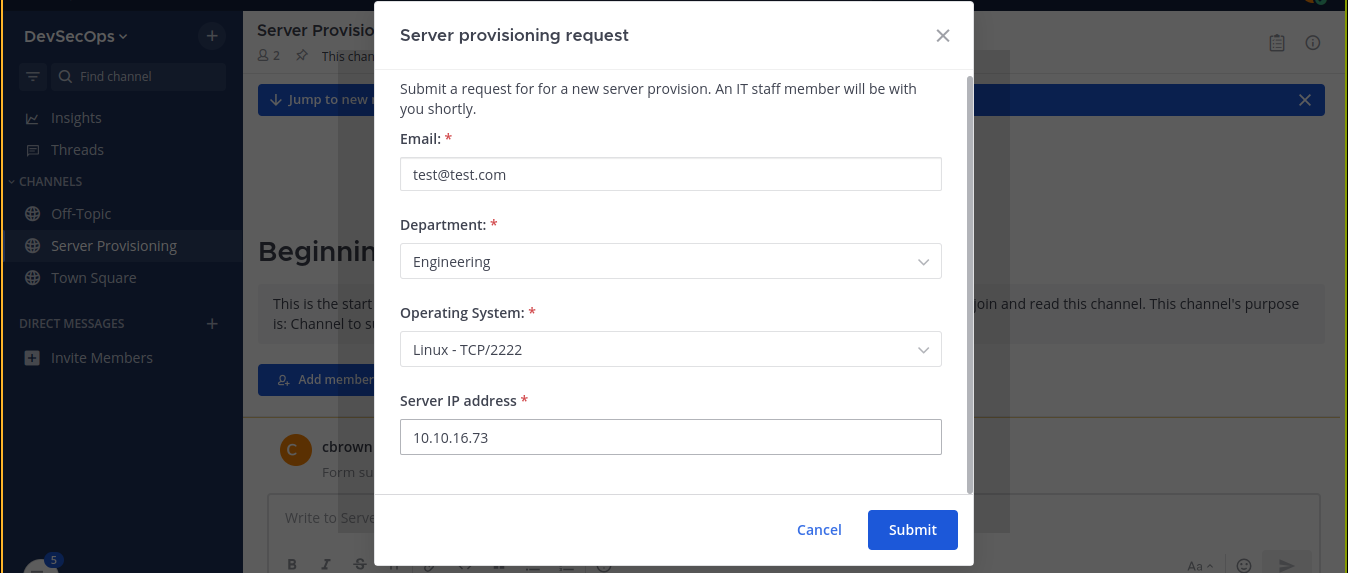 DevSecOps
Find channel
Insights
Threads
CHANNELS
Off-Topic
Server Provisioning
Town Square
DIRECT MESSAGES
Invite Members
5
Server Provisio
2
This chan
Jump to new
Beginnin
This is the start
join and read this channel. This channel's purpose
is: Channel to su
Add member
C
cbrown
Form su
Write to Serve
B I
Aa
Server provisioning request
Submit a request for for a new server provision. An IT staff member will be with
you shortly.
Email: *
test@test.com
Department: *
Engineering
Operating System: *
Linux - TCP/2222
Server IP address *
10.10.16.73
Cancel
Submit